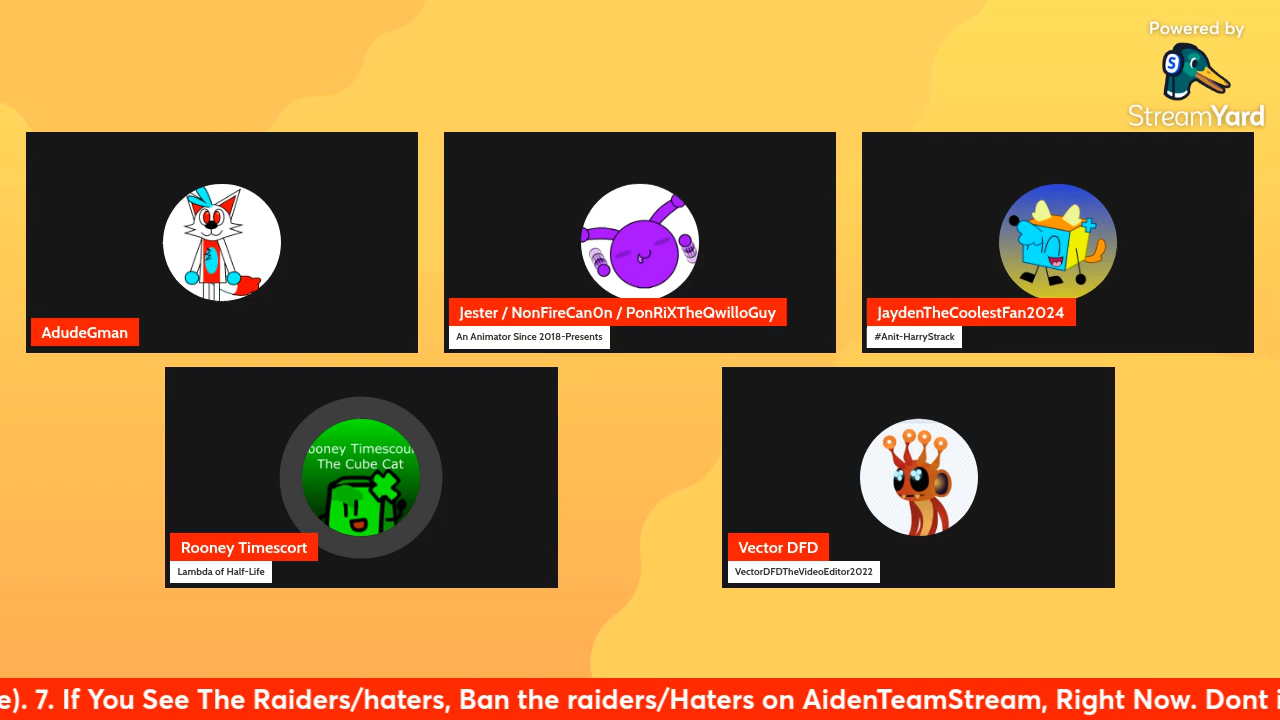 Powered by
StreamYard
AdudeGman
Jester / NonFireCan0n / PonRiXTheQwilloGuy
An Animator Since 2018-Presents
JaydenTheCoolestFan2024
#Anit-HarryStrack
ooney Timescou
The Cube Cat
Rooney Timescort
Lambda of Half-Life
Vector DFD
VectorDFDTheVideoEditor2022
e). 7. If You See The Raiders/haters, Ban the raiders/Haters on AidenTeamStream, Right Now. Dont i